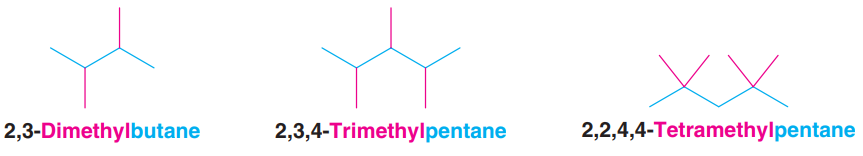 2,3-Dimethylbutane
2,3,4-Trimethylpentane
2,2,4,4-Tetramethylpentane